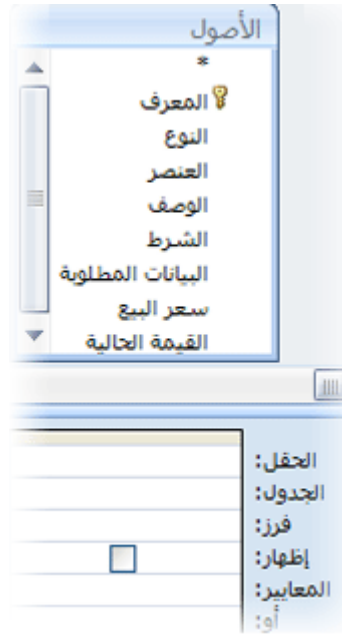 الأصول
*
المعرف
النوع
العنصر
الوصف
الشرط
البيانات المطلوبة
سعر البيع
القيمة الحالية
الحقل:
الجدول:
فرز:
إظهار:
المعايير:
أو: